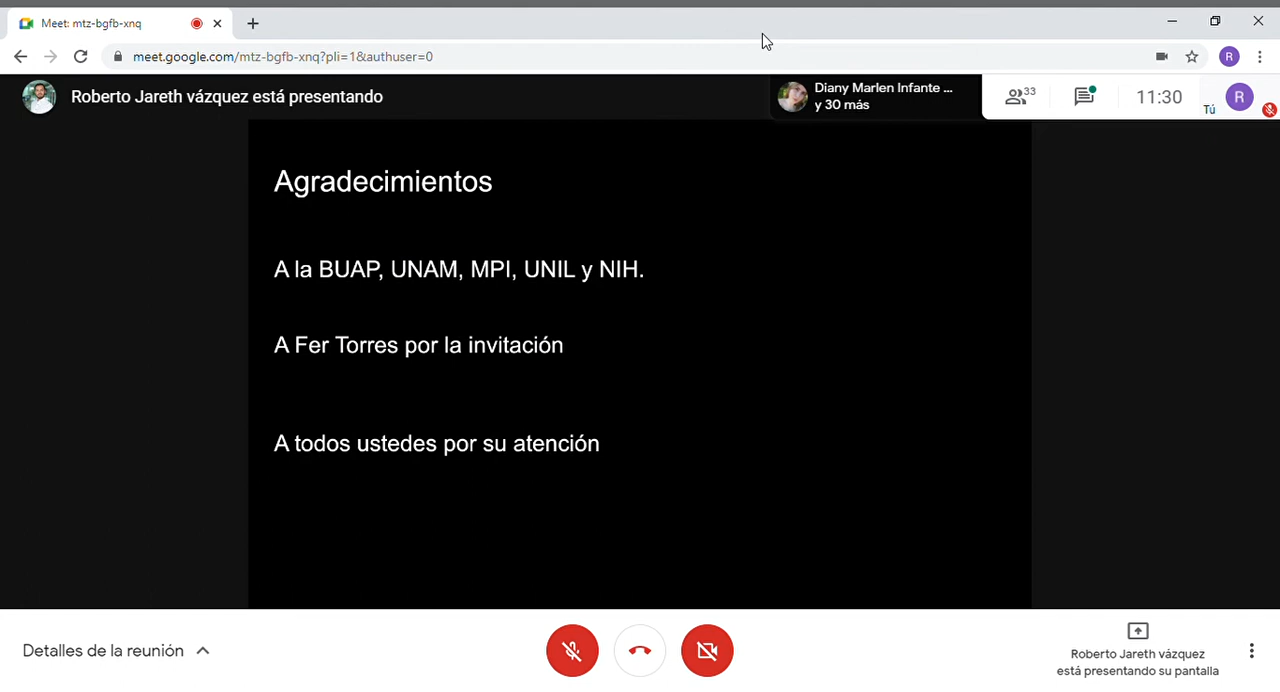 Meet: mtz-bgfb-xnq
meet.google.com/mtz-bgfb-xnq?pli=1&authuser=0
R
Roberto Jareth vázquez está presentando
Diany Marlen Infante ...
y 30 más
33
11:30
Tú
R
Agradecimientos
A la BUAP, UNAM, MPI, UNIL y NIH.
A Fer Torres por la invitación
A todos ustedes por su atención
Detalles de la reunión
Roberto Jareth vázquez
está presentando su pantalla